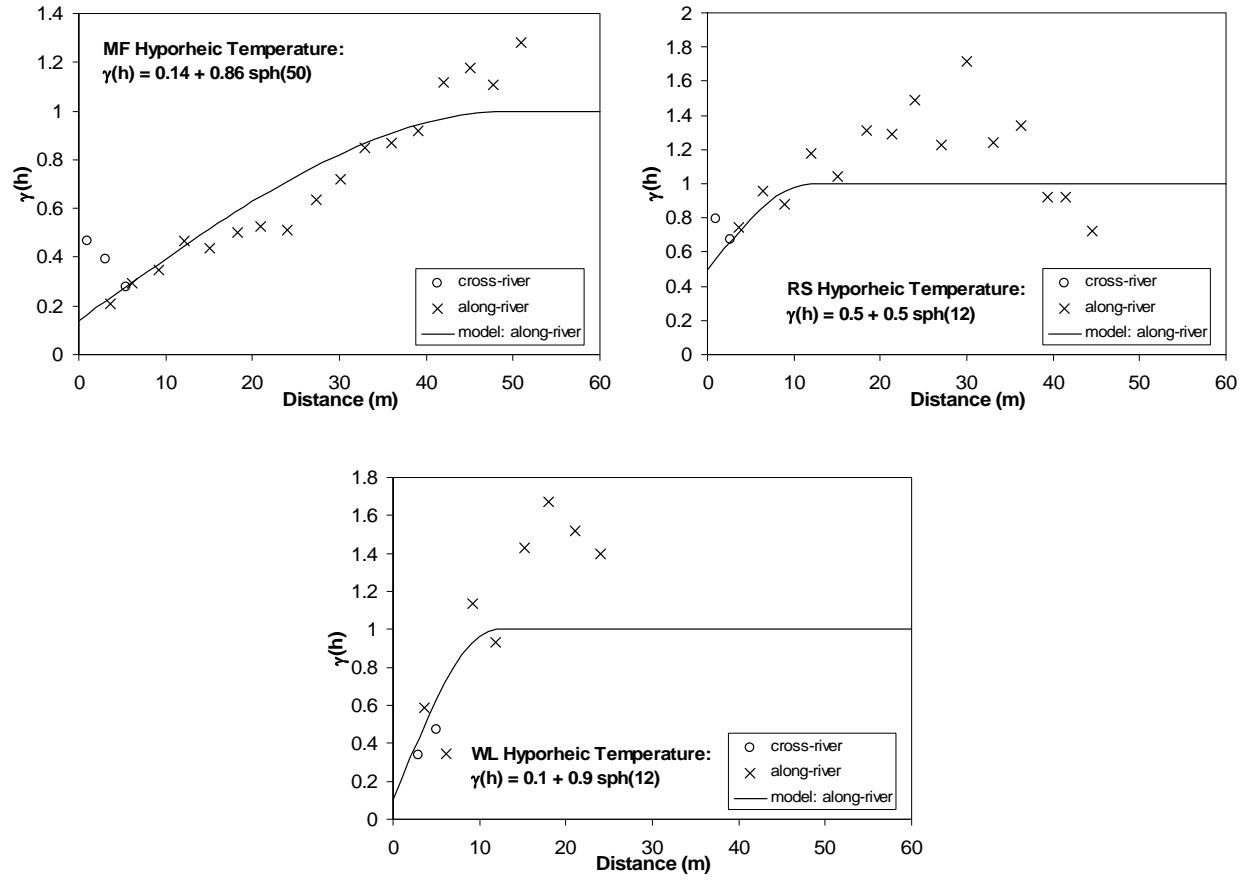 1.4
1.2
1
0.8
0.6
0.4
0.2
0
γ(h)
MF Hyporheic Temperature:
γ(h) = 0.14 + 0.86 sph(50)
cross-river
along-river
model: along-river
0 10 20 30 40 50 60
Distance (m)
2
1.8
1.6
1.4
1.2
1
0.8
0.6
0.4
0.2
0
γ(h)
RS Hyporheic Temperature:
γ(h) = 0.5 + 0.5 sph(12)
cross-river
along-river
model: along-river
0 10 20 30 40 50 60
Distance (m)
1.8
1.6
1.4
1.2
1
0.8
0.6
0.4
0.2
0
γ(h)
WL Hyporheic Temperature:
γ(h) = 0.1 + 0.9 sph(12)
cross-river
along-river
model: along-river
0 10 20 30 40 50 60
Distance (m)